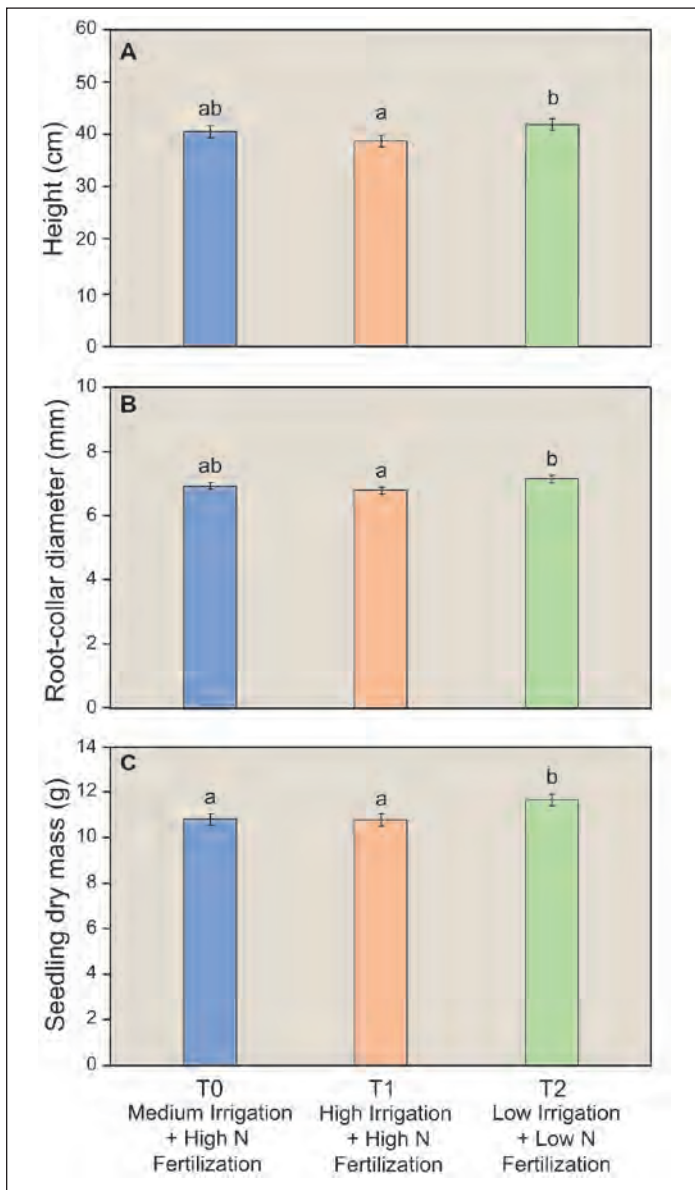 A
Height (cm)
60
50
40
30
20
10
0
ab
a
b
B
Root-collar diameter (mm)
10
8
6
4
2
0
ab
a
b
C
Seedling dry mass (g)
14
12
10
8
6
4
2
0
a
a
b
T0
Medium Irrigation
+ High N
Fertilization
T1
High Irrigation
+ High N
Fertilization
T2
Low Irrigation
+ Low N
Fertilization